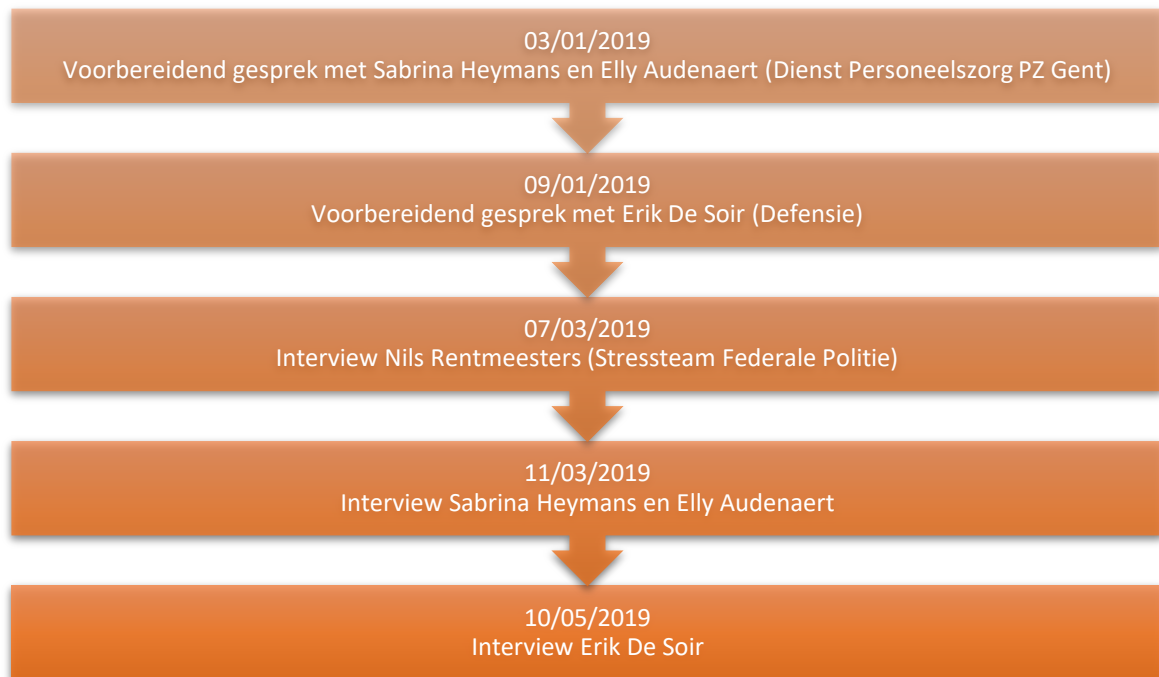 03/01/2019
Voorbereidend gesprek met Sabrina Heymans en Elly Audenaert (Dienst Personeelszorg PZ Gent)
09/01/2019
Voorbereidend gesprek met Erik De Soir (Defensie)
07/03/2019
Interview Nils Rentmeesters (Stressteam Federale Politie)
11/03/2019
Interview Sabrina Heymans en Elly Audenaert
10/05/2019
Interview Erik De Soir